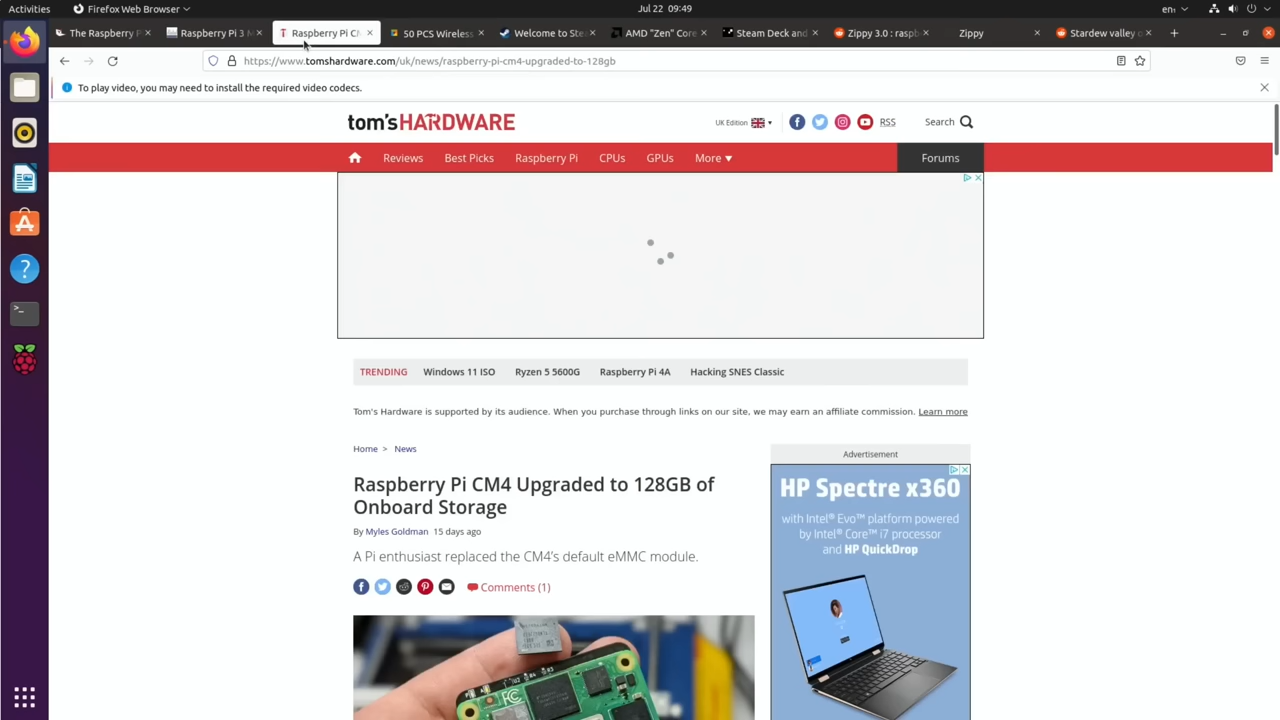 Activities Firefox Web Browser Jul 22 09:49 en
The Raspberry P Raspberry Pi 3 M Raspberry Pi CM 50 PCS Wireless Welcome to Ste AMD "Zen" Core Steam Deck and Zippy 3.0 : raspb Zippy Stardew valley o
https://www.tomshardware.com/uk/news/raspberry-pi-cm4-upgraded-to-128gb
To play video, you may need to install the required video codecs.
tom's HARDWARE
UK Edition RSS Search
Reviews Best Picks Raspberry Pi CPUs GPUs More Forums
TRENDING Windows 11 ISO Ryzen 5 5600G Raspberry Pi 4A Hacking SNES Classic
Tom's Hardware is supported by its audience. When you purchase through links on our site, we may earn an affiliate commission. Learn more
Home > News
Raspberry Pi CM4 Upgraded to 128GB of
Onboard Storage
By Myles Goldman 15 days ago
A Pi enthusiast replaced the CM4's default eMMC module.
Comments (1)
Advertisement
HP Spectre x360
with Intel® Evo™ platform powered
by Intel® Core™ i7 processor
and HP QuickDrop